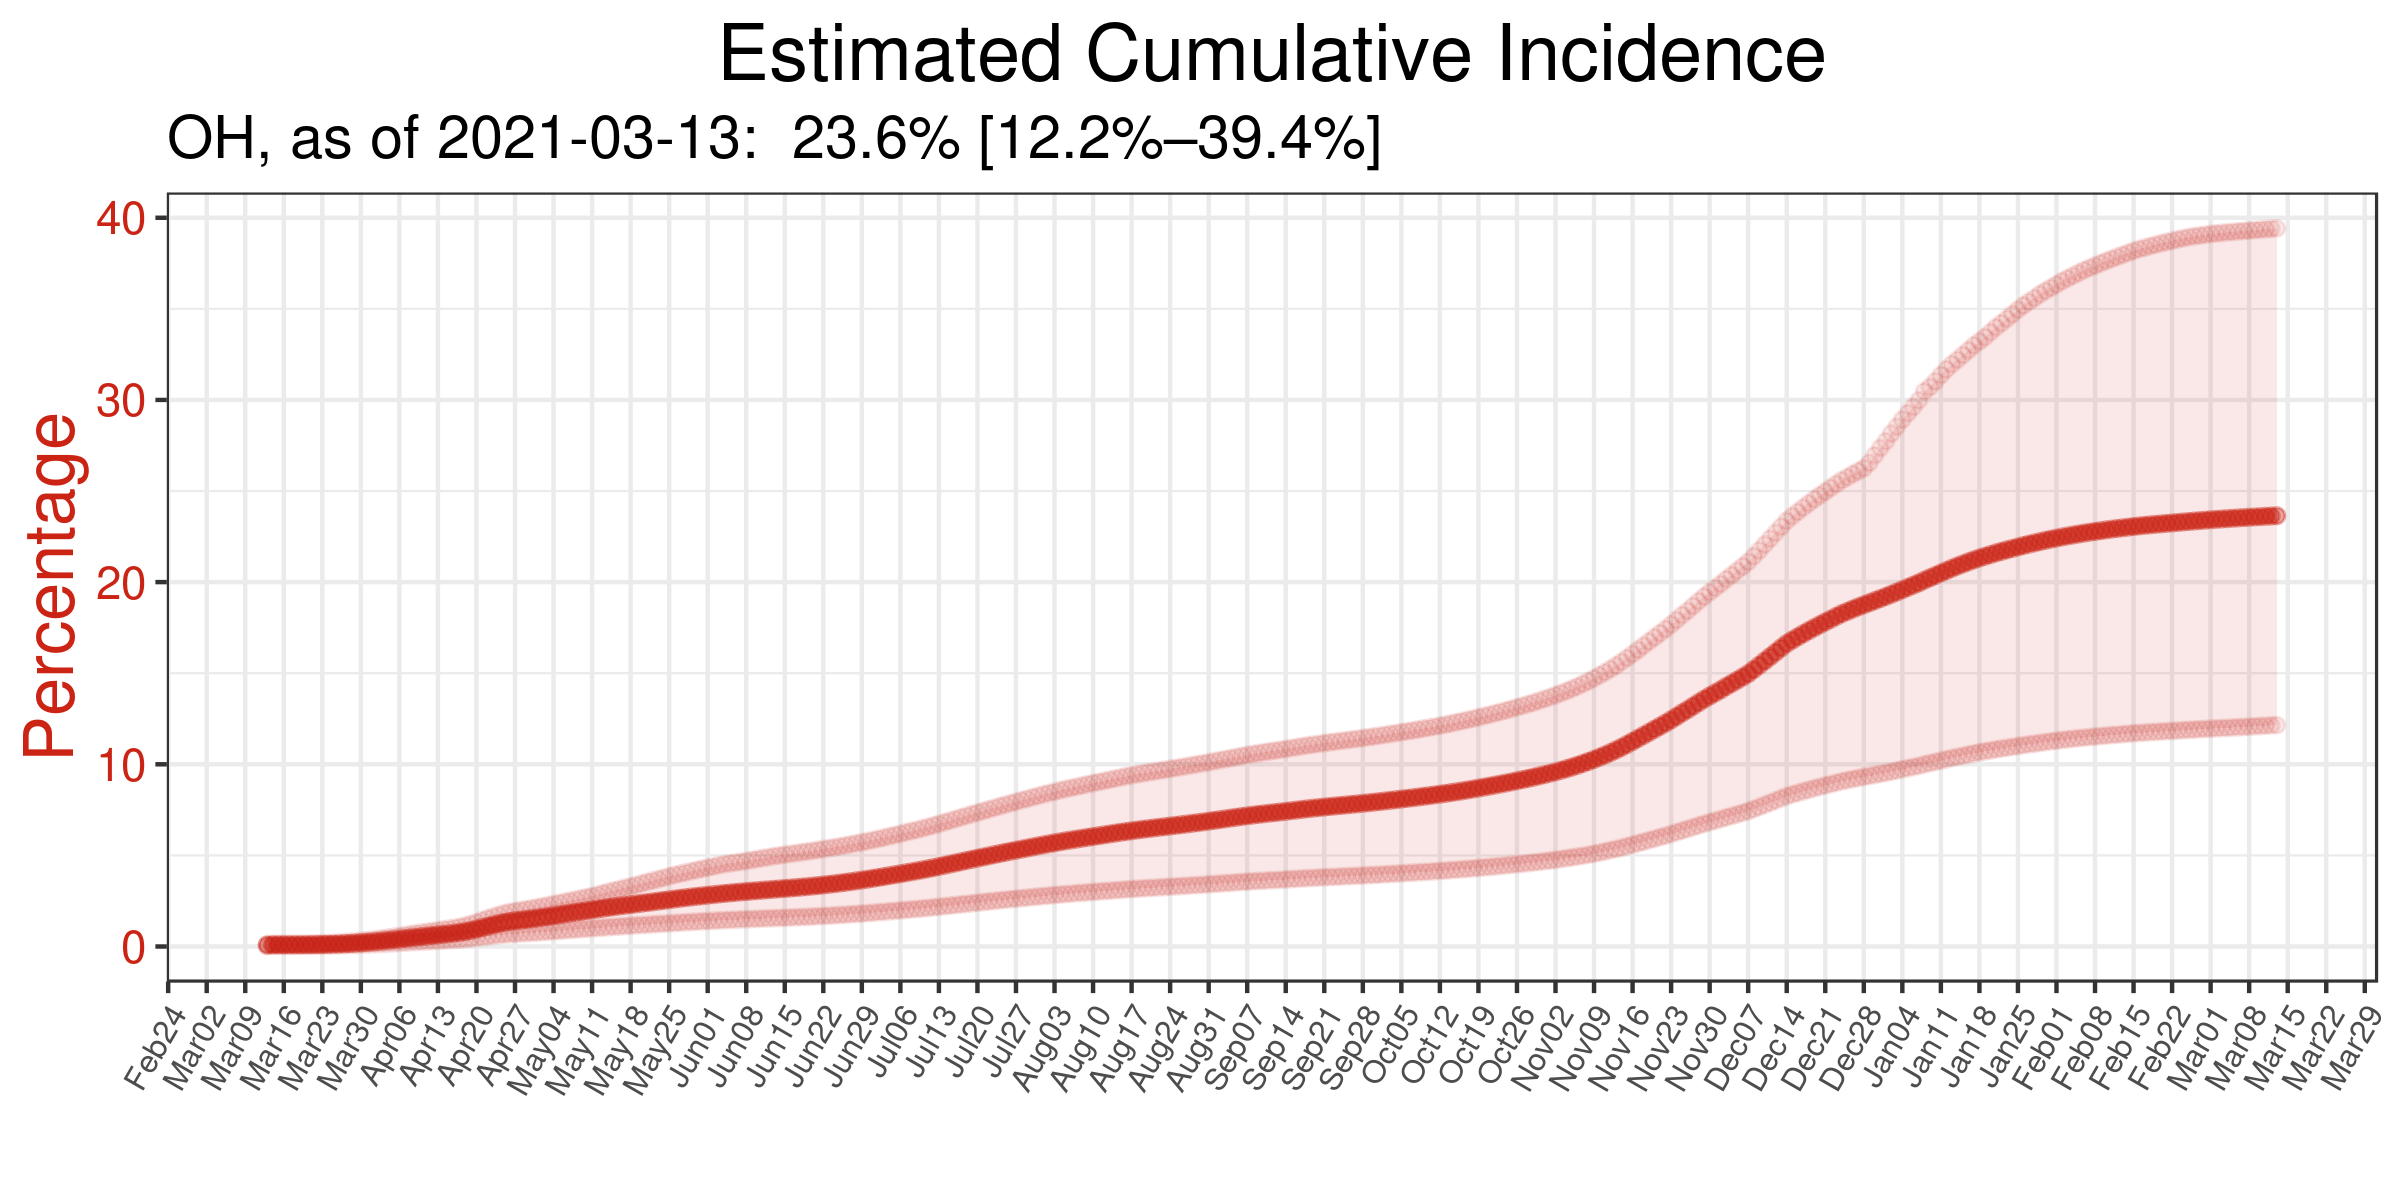 Estimated Cumulative Incidence
OH, as of 2021-03-13:  23.6% [12.2%–39.4%]
Percentage
40
30
20
10
0
Feb24
Mar02
Mar09
Mar16
Mar23
Mar30
Apr06
Apr13
Apr20
Apr27
May04
May11
May18
May25
Jun01
Jun08
Jun15
Jun22
Jun29
Jul06
Jul13
Jul20
Jul27
Aug03
Aug10
Aug17
Aug24
Aug31
Sep07
Sep14
Sep21
Sep28
Oct05
Oct12
Oct19
Oct26
Nov02
Nov09
Nov16
Nov23
Nov30
Dec07
Dec14
Dec21
Dec28
Jan04
Jan11
Jan18
Jan25
Feb01
Feb08
Feb15
Feb22
Mar01
Mar08
Mar15
Mar22
Mar29